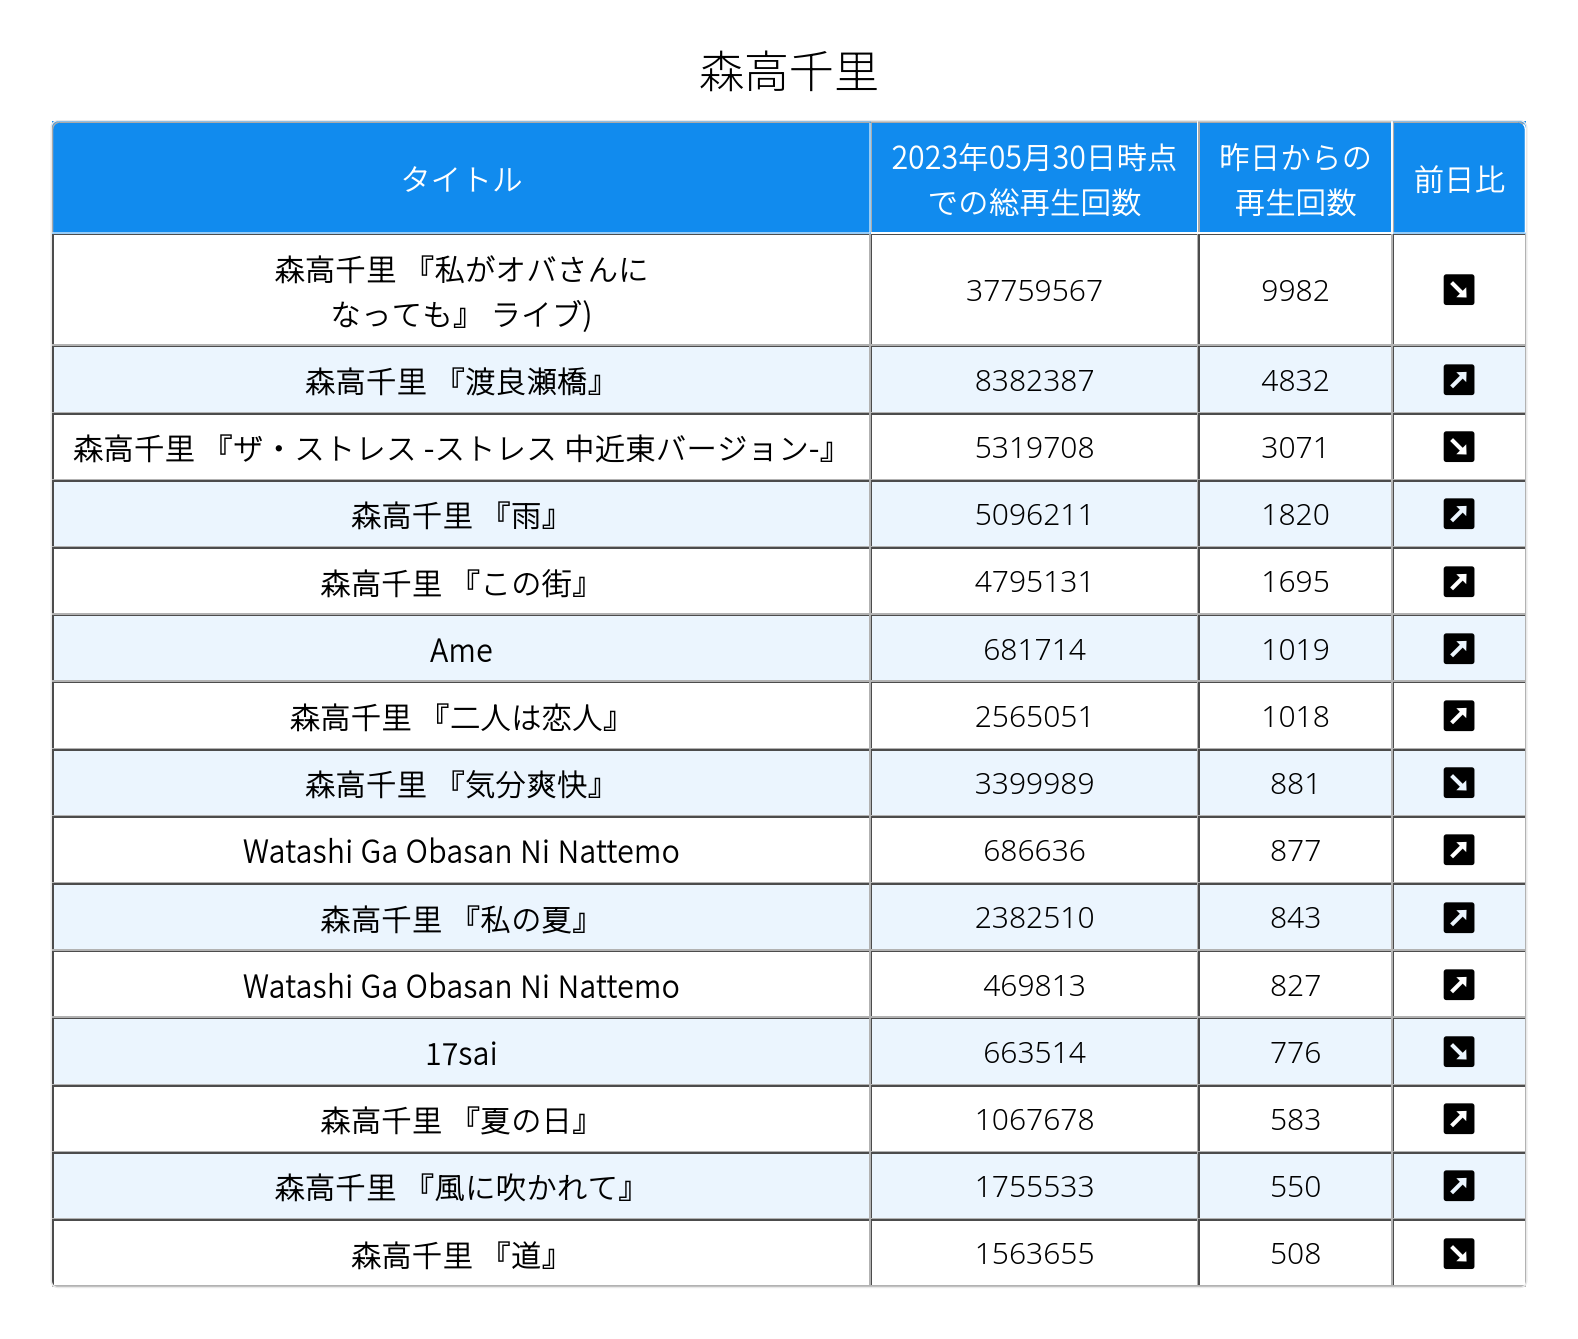 森高千里
タイトル
2023年05月30日時点
での総再生回数
昨日からの
再生回数
前日比
森高千里 『私がオバさんに
なっても』 ライブ)
37759567
9982
森高千里 『渡良瀬橋』
8382387
4832
森高千里 『ザ・ストレス -ストレス 中近東バージョン-』
5319708
3071
森高千里 『雨』
5096211
1820
森高千里 『この街』
4795131
1695
Ame
681714
1019
森高千里 『二人は恋人』
2565051
1018
森高千里 『気分爽快』
3399989
881
Watashi Ga Obasan Ni Nattemo
686636
877
森高千里 『私の夏』
2382510
843
Watashi Ga Obasan Ni Nattemo
469813
827
17sai
663514
776
森高千里 『夏の日』
1067678
583
森高千里 『風に吹かれて』
1755533
550
森高千里 『道』
1563655
508